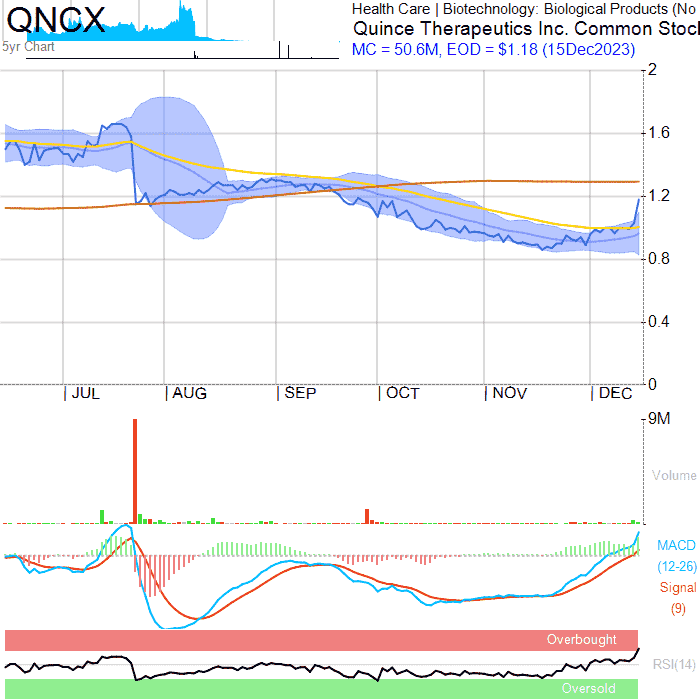 QNCX
5yr Chart
Health Care | Biotechnology: Biological Products (No
Quince Therapeutics Inc. Common Stock
MC = 50.6M, EOD = $1.18 (15Dec2023)
2
1.6
1.2
0.8
0.4
0
JUL AUG SEP OCT NOV DEC
9M
Volume
MACD
(12-26)
Signal
(9)
Overbought
RSI(14)
Oversold